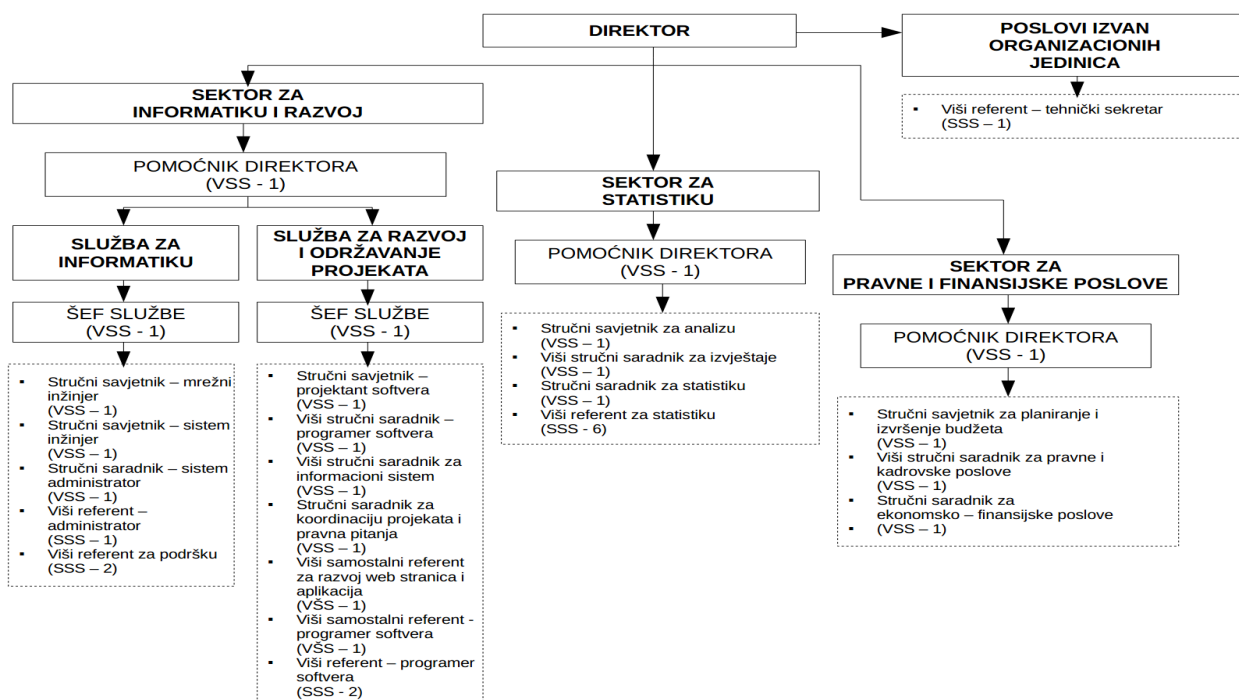 DIREKTOR
POSLOVI IZVAN
ORGANIZACIONIH
JEDINICA
▪ Viši referent – tehnički sekretar
(SSS – 1)
SEKTOR ZA
INFORMATIKU I RAZVOJ
POMOĆNIK DIREKTORA
(VSS - 1)
SLUŽBA ZA
INFORMATIKU
ŠEF SLUŽBE
(VSS - 1)
▪ Stručni savjetnik – mrežni
inžinjer
(VSS – 1)
▪ Stručni savjetnik – sistem
inžinjer
(VSS – 1)
▪ Stručni saradnik – sistem
administrator
(VSS – 1)
▪ Viši referent –
administrator
(SSS – 1)
▪ Viši referent za podršku
(SSS – 2)
SLUŽBA ZA RAZVOJ
I ODRŽAVANJE
PROJEKATA
ŠEF SLUŽBE
(VSS - 1)
▪ Stručni savjetnik –
projektant softvera
(VSS – 1)
▪ Viši stručni saradnik –
programer softvera
(VSS – 1)
▪ Viši stručni saradnik za
informacioni sistem
(VSS – 1)
▪ Stručni saradnik za
koordinaciju projekata i
pravna pitanja
(VSS – 1)
▪ Viši samostalni referent
za razvoj web stranica i
aplikacija
(VŠS – 1)
▪ Viši samostalni referent -
programer softvera
(VŠS – 1)
▪ Viši referent – programer
softvera
(SSS - 2)
SEKTOR ZA
STATISTIKU
POMOĆNIK DIREKTORA
(VSS - 1)
▪ Stručni savjetnik za analizu
(VSS – 1)
▪ Viši stručni saradnik za izvještaje
(VSS – 1)
▪ Stručni saradnik za statistiku
(VSS – 1)
▪ Viši referent za statistiku
(SSS - 6)
SEKTOR ZA
PRAVNE I FINANSIJSKE POSLOVE
POMOĆNIK DIREKTORA
(VSS - 1)
▪ Stručni savjetnik za planiranje i
izvršenje budžeta
(VSS – 1)
▪ Viši stručni saradnik za pravne i
kadrovske poslove
(VSS – 1)
▪ Stručni saradnik za
ekonomsko – finansijske poslove
▪ (VSS – 1)